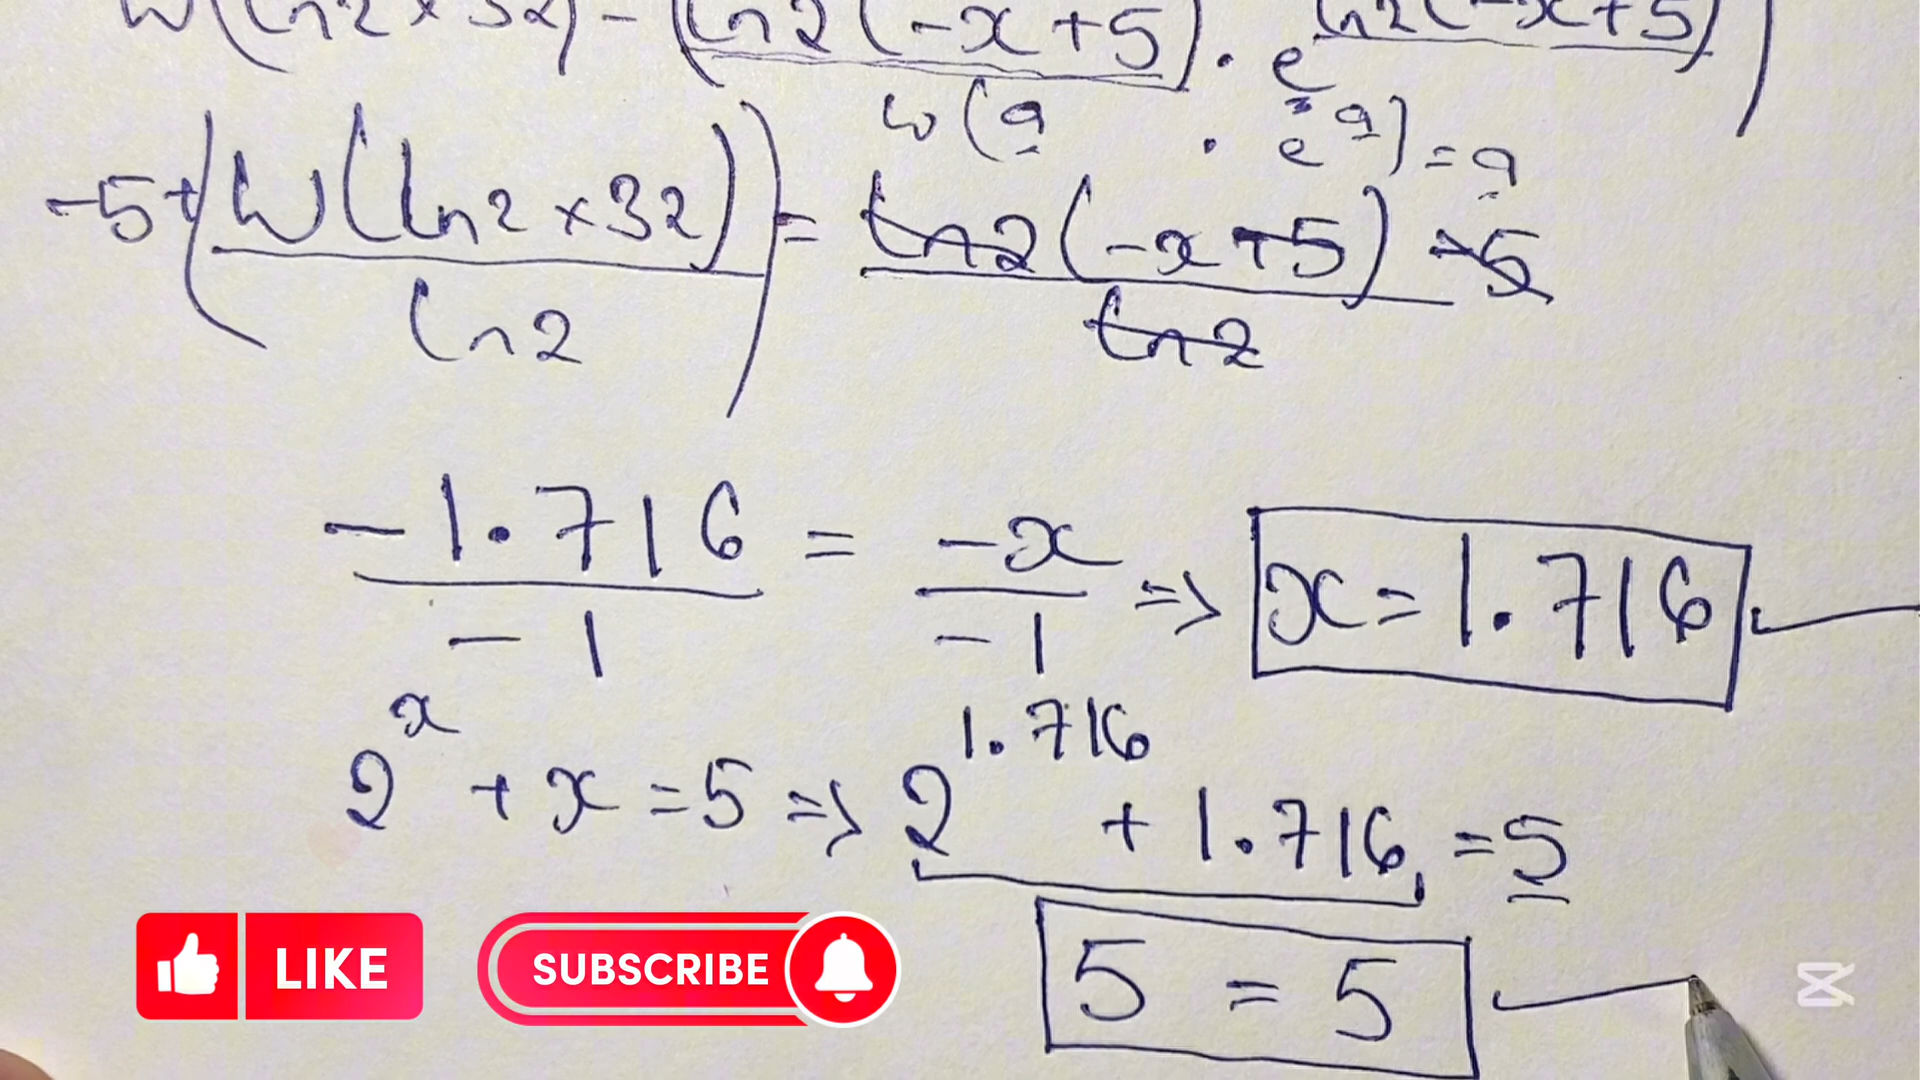 W(ln2×32)=(ln2(-x+5).e^ln2(-x+5))
w(a . e^a)=a
-5+(W(ln2×32)/ln2)=ln2(-x+5)/ln2 -5
-1.716/-1 = -x/-1 => x=1.716
2^x+x=5=>2^1.716+1.716=5
5=5
LIKE SUBSCRIBE